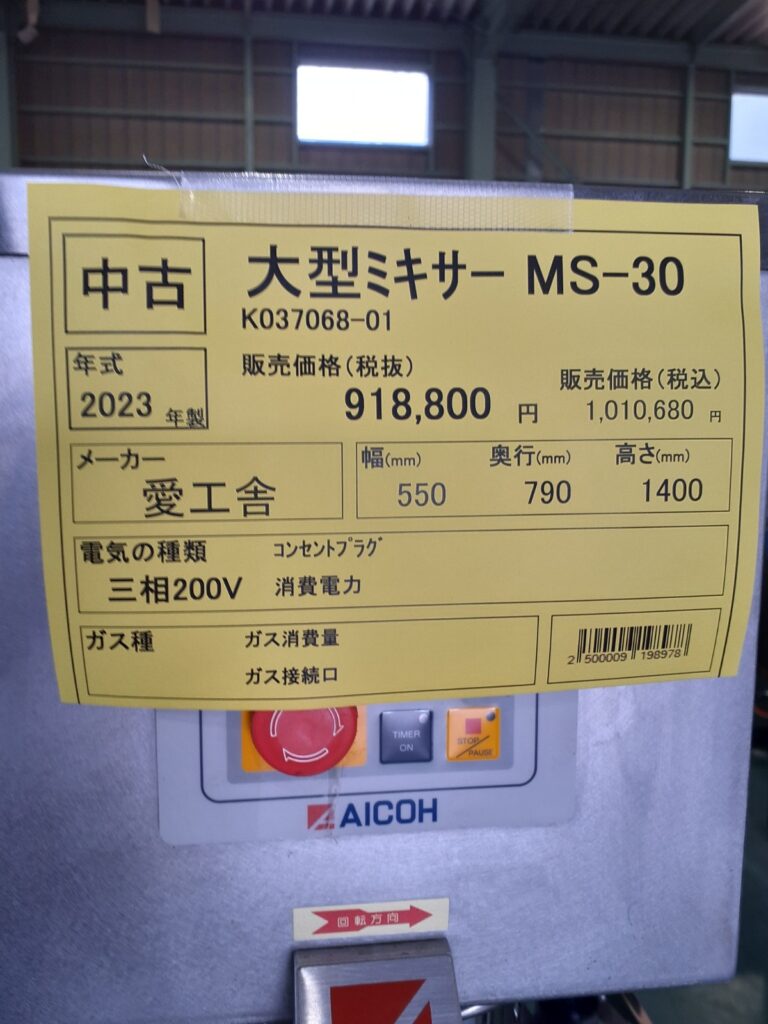 中古
大型ミキサー MS-30
K037068-01
年式
2023 年製
販売価格(税抜)
918,800 円
販売価格(税込)
1,010,680 円
メーカー
愛工舎
幅(mm) 奥行(mm) 高さ(mm)
550 790 1400
電気の種類 コンセントプラグ
三相200V 消費電力
ガス種 ガス消費量
ガス接続口
2 500009 198978
TIMER
ON
STOP
PAUSE
AICOH
回転方向